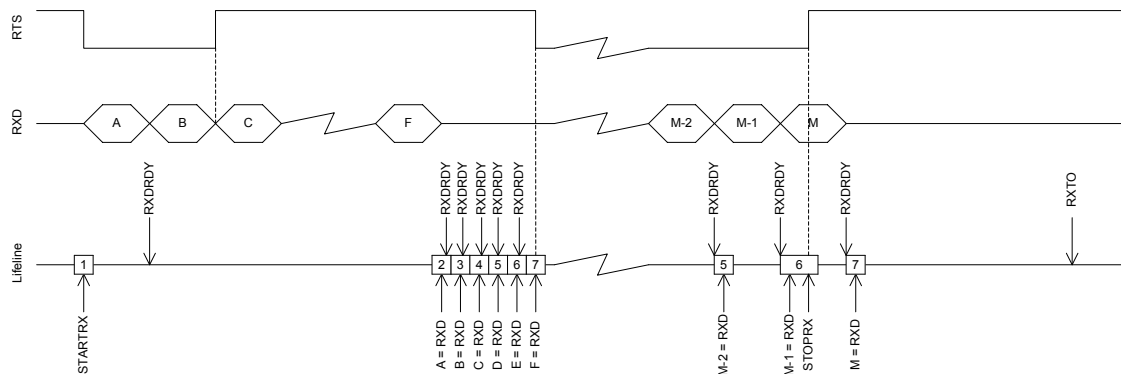 RTS
RXD
A
B
C
F
M-2
M-1
M
RXDRDY
RXDRDY
RXDRDY
RXDRDY
RXDRDY
RXDRDY
RXDRDY
RXDRDY
RXDRDY
RXTO
Lifeline
1
2
3
4
5
6
7
5
6
7
STARTRX
A = RXD
B = RXD
C = RXD
D = RXD
E = RXD
F = RXD
M-2 = RXD
M-1 = RXD
STOPRX
M = RXD